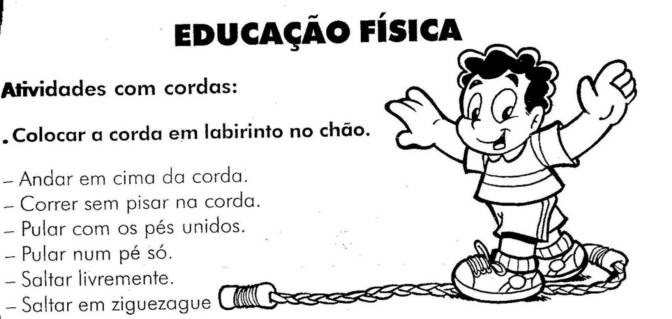 EDUCAÇÃO FÍSICA
Atividades com cordas:
. Colocar a corda em labirinto no chão.
– Andar em cima da corda.
– Correr sem pisar na corda.
– Pular com os pés unidos.
– Pular num pé só.
– Saltar livremente.
– Saltar em ziguezague